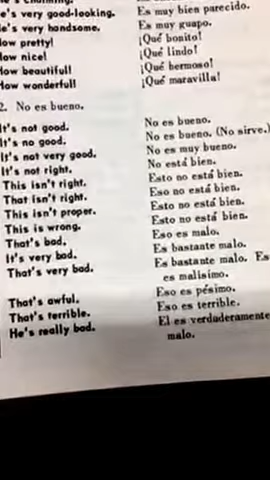 He's very good-looking. Es muy bien parecido.
He's very handsome. Es muy guapo.
How pretty! ¡Qué bonito!
How nice! ¡Qué lindo!
How beautiful! ¡Qué hermoso!
How wonderful! ¡Qué maravilla!
2. No es bueno.
It's not good. No es bueno.
It's no good. No es bueno. (No sirve.)
It's not very good. No es muy bueno.
It's not right. No está bien.
This isn't right. Esto no está bien.
That isn't right. Eso no está bien.
This isn't proper. Esto no está bien.
This is wrong. Esto no está bien.
That's bad. Eso es malo.
It's very bad. Es bastante malo.
That's very bad. Es bastante malo. Es
es malísimo.
That's awful. Eso es pésimo.
That's terrible. Eso es terrible.
He's really bad. El es verdaderamente
malo.